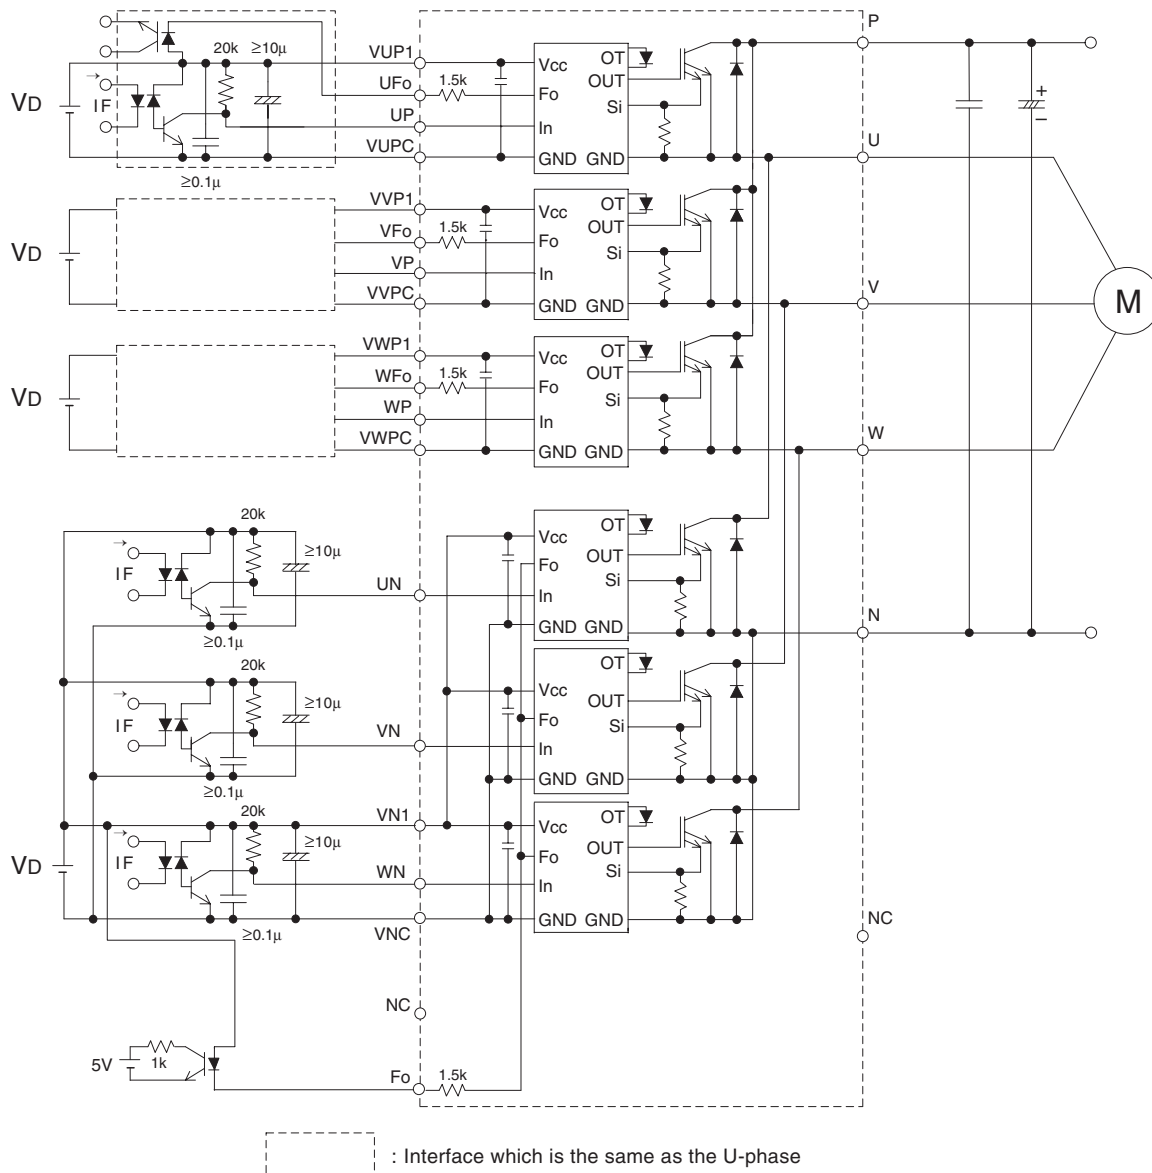 P
20k
≥10μ
VUP1
UFo
UP
VUPC
1.5k
Vcc
Fo
In
GND
OT
OUT
Si
GND
U
+
−
VD
→
IF
≥0.1μ
VVP1
VFo
VP
VVPC
1.5k
Vcc
Fo
In
GND
OT
OUT
Si
GND
V
M
VD
VWP1
WFo
WP
VWPC
1.5k
Vcc
Fo
In
GND
OT
OUT
Si
GND
W
VD
20k
≥10μ
→
IF
≥0.1μ
UN
Vcc
Fo
In
GND
OT
OUT
Si
GND
N
20k
≥10μ
→
IF
≥0.1μ
VN
Vcc
Fo
In
GND
OT
OUT
Si
GND
20k
≥10μ
→
IF
VD
≥0.1μ
VN1
WN
VNC
Vcc
Fo
In
GND
OT
OUT
Si
GND
NC
NC
5V
1k
Fo
1.5k
: Interface which is the same as the U-phase